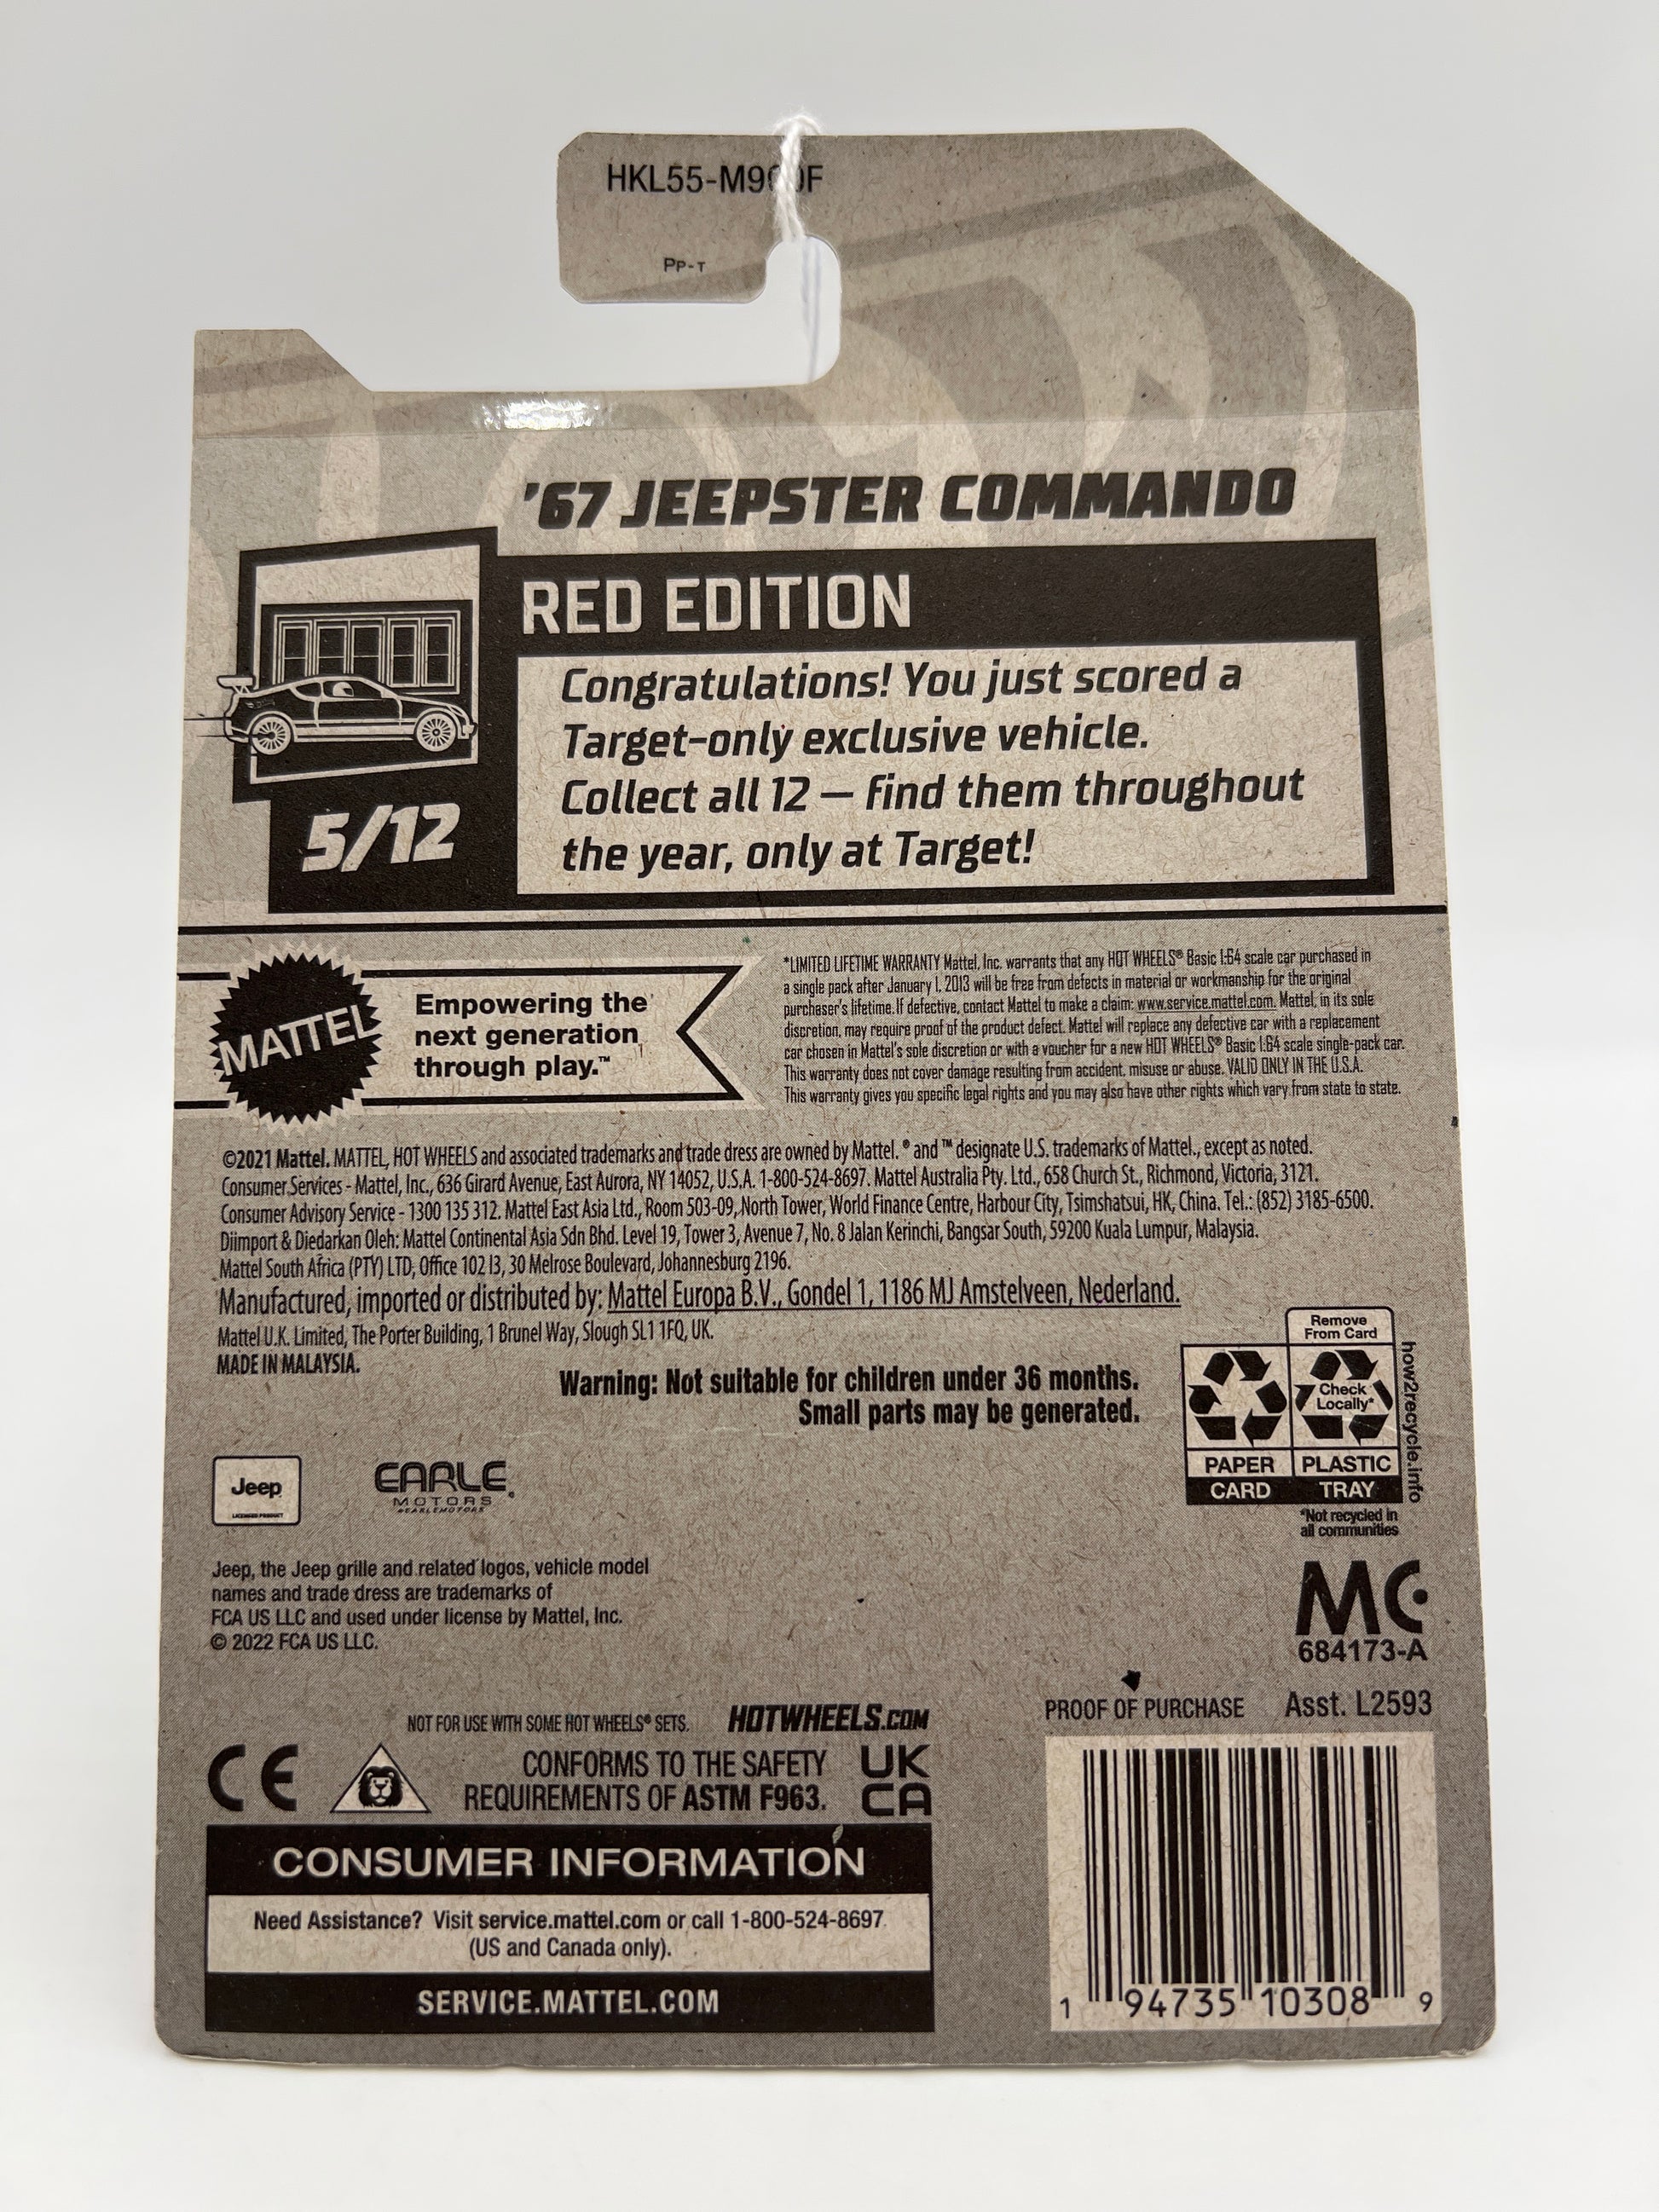 PP-T
'67 JEEPSTER COMMANDO
RED EDITION
Congratulations! You just scored a
Target-only exclusive vehicle.
Collect all 12 – find them throughout
the year, only at Target!
5/12
MATTEL
Empowering the
next generation
through play.™
*LIMITED LIFETIME WARRANTY Mattel, Inc. warrants that any HOT WHEELS® Basic 1:64 scale car purchased in
a single pack after January 1, 2013 will be free from defects in material or workmanship for the original
purchaser's lifetime. If defective, contact Mattel to make a claim: www.service.mattel.com. Mattel, in its sole
discretion, may require proof of the product defect. Mattel will replace any defective car with a replacement
car chosen in Mattel's sole discretion or with a voucher for a new HOT WHEELS® Basic 1:64 scale single-pack car.
This warranty does not cover damage resulting from accident, misuse or abuse. VALID ONLY IN THE U.S.A.
This warranty gives you specific legal rights and you may also have other rights which vary from state to state.
©2021 Mattel. MATTEL, HOT WHEELS and associated trademarks and trade dress are owned by Mattel. ® and ™ designate U.S. trademarks of Mattel., except as noted.
Consumer Services - Mattel, Inc., 636 Girard Avenue, East Aurora, NY 14052, U.S.A. 1-800-524-8697. Mattel Australia Pty. Ltd., 658 Church St., Richmond, Victoria, 3121.
Consumer Advisory Service - 1300 135 312. Mattel East Asia Ltd., Room 503-09, North Tower, World Finance Centre, Harbour City, Tsimshatsui, HK, China. Tel.: (852) 3185-6500.
Diimport & Diedarkan Oleh: Mattel Continental Asia Sdn Bhd. Level 19, Tower 3, Avenue 7, No. 8 Jalan Kerinchi, Bangsar South, 59200 Kuala Lumpur, Malaysia.
Mattel South Africa (PTY) LTD, Office 102 I3, 30 Melrose Boulevard, Johannesburg 2196.
Manufactured, imported or distributed by: Mattel Europa B.V., Gondel 1, 1186 MJ Amstelveen, Nederland.
Mattel U.K. Limited, The Porter Building, 1 Brunel Way, Slough SL1 1FQ, UK.
MADE IN MALAYSIA.
Warning: Not suitable for children under 36 months.
Small parts may be generated.
Remove
From Card
Check
Locally*
PAPER
PLASTIC
CARD
TRAY
how2recycle.info
*Not recycled in
all communities
Jeep
LICENSED PRODUCT
EARLE
MOTORS
#EARLEMOTORS
Jeep, the Jeep grille and related logos, vehicle model
names and trade dress are trademarks of
FCA US LLC and used under license by Mattel, Inc.
© 2022 FCA US LLC.
MC
684173-A
PROOF OF PURCHASE Asst. L2593
NOT FOR USE WITH SOME HOT WHEELS® SETS.
HOTWHEELS.COM
CE
CONFORMS TO THE SAFETY
REQUIREMENTS OF ASTM F963.
UK
CA
CONSUMER INFORMATION
Need Assistance? Visit service.mattel.com or call 1-800-524-8697
(US and Canada only).
SERVICE.MATTEL.COM
1 94735 10308 9